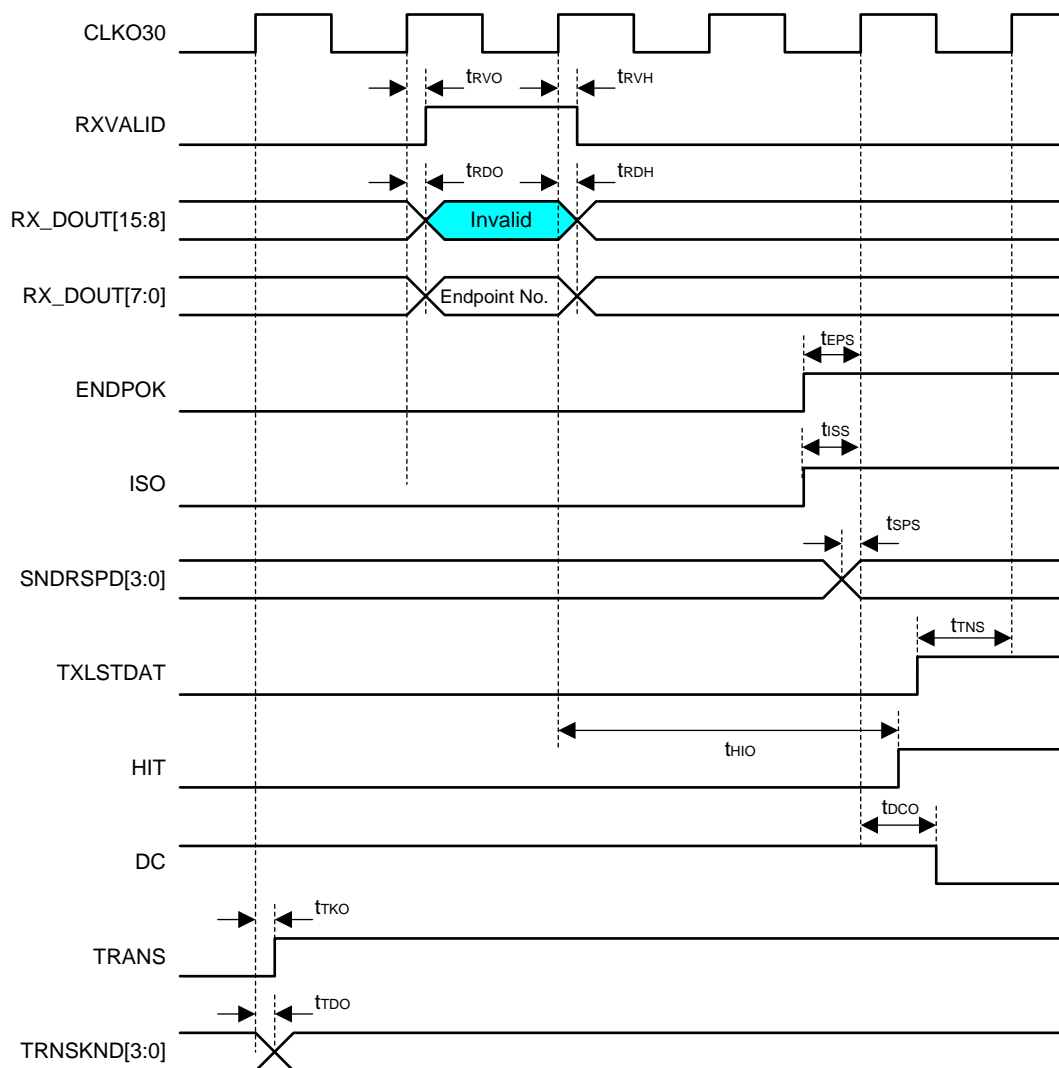 CLKO30
tRVO tRVH
RXVALID
tRDO tRDH
RX_DOUT[15:8] Invalid
RX_DOUT[7:0] Endpoint No.
tEPS
ENDPOK
tISS
ISO
tSPS
SNDRSPD[3:0]
tTNS
TXLSTDAT
tHIO
HIT
tDCO
DC
tTKO
TRANS
tTDO
TRNSKND[3:0]